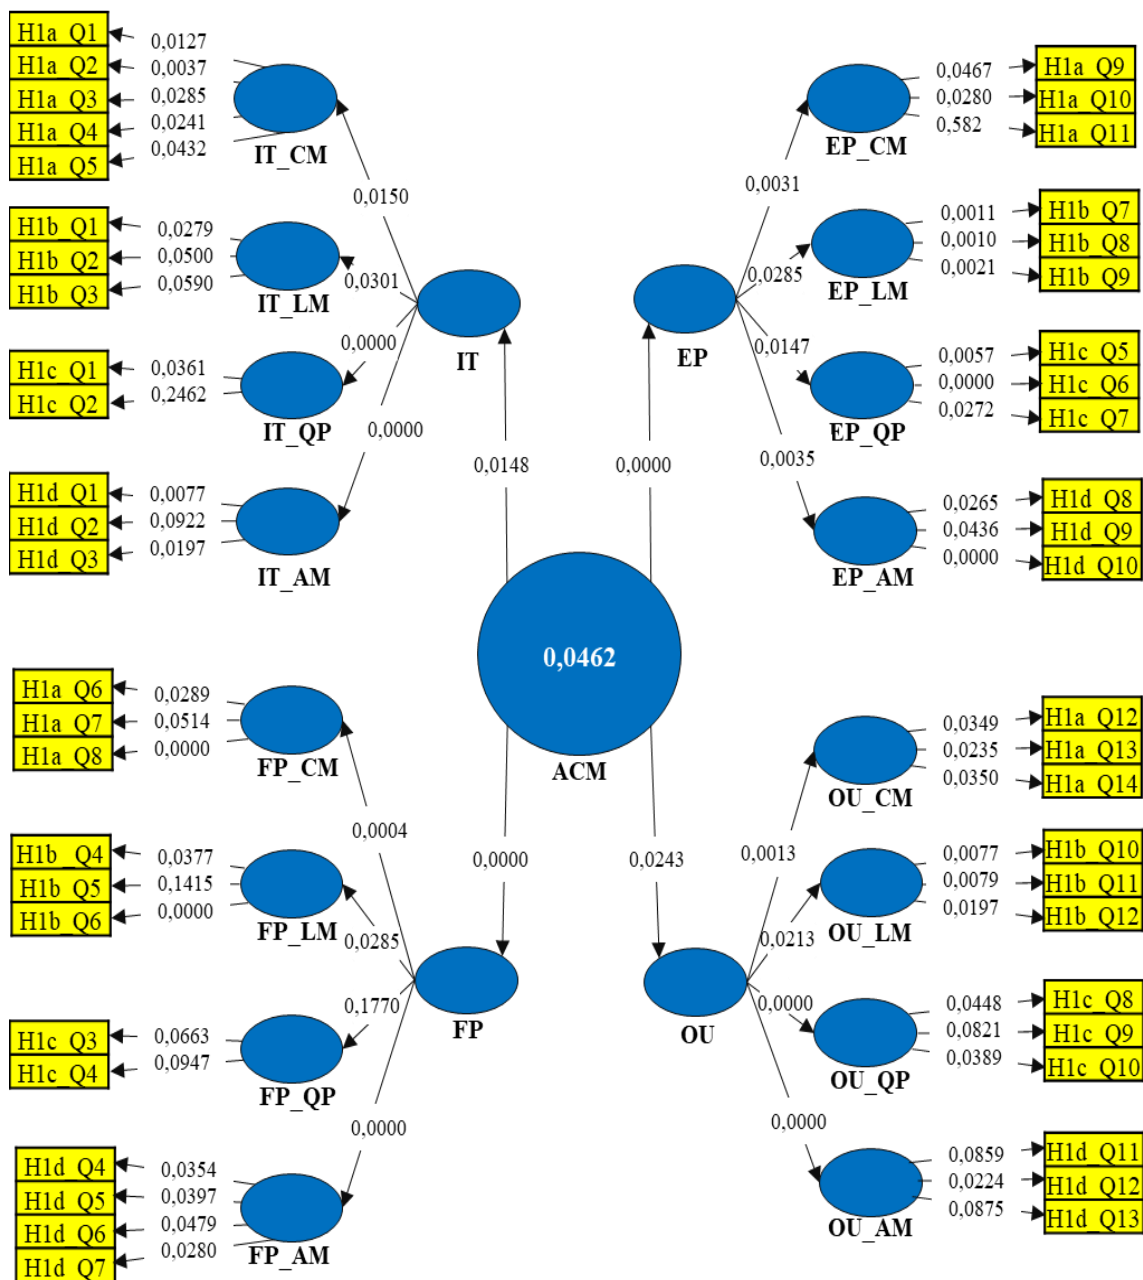 H1a_Q1
H1a_Q2
H1a_Q3
H1a_Q4
H1a_Q5
0,0127
0,0037
0,0285
0,0241
0,0432
IT_CM
H1b_Q1
H1b_Q2
H1b_Q3
0,0279
0,0500
0,0590
IT_LM
H1c_Q1
H1c_Q2
0,0361
0,2462
IT_QP
H1d_Q1
H1d_Q2
H1d_Q3
0,0077
0,0922
0,0197
IT_AM
0,0150
0,0301
0,0000
0,0000
IT
0,0148
EP_CM
0,0467
0,0280
0,582
H1a_Q9
H1a_Q10
H1a_Q11
EP_LM
0,0011
0,0010
0,0021
H1b_Q7
H1b_Q8
H1b_Q9
EP_QP
0,0057
0,0000
0,0272
H1c_Q5
H1c_Q6
H1c_Q7
EP_AM
0,0265
0,0436
0,0000
H1d_Q8
H1d_Q9
H1d_Q10
0,0031
0,0285
0,0147
0,0035
EP
0,0000
0,0462
ACM
H1a_Q6
H1a_Q7
H1a_Q8
0,0289
0,0514
0,0000
FP_CM
H1b_Q4
H1b_Q5
H1b_Q6
0,0377
0,1415
0,0000
FP_LM
H1c_Q3
H1c_Q4
0,0663
0,0947
FP_QP
H1d_Q4
H1d_Q5
H1d_Q6
H1d_Q7
0,0354
0,0397
0,0479
0,0280
FP_AM
0,0004
0,0285
0,1770
0,0000
FP
0,0000
OU_CM
0,0349
0,0235
0,0350
H1a_Q12
H1a_Q13
H1a_Q14
OU_LM
0,0077
0,0079
0,0197
H1b_Q10
H1b_Q11
H1b_Q12
OU_QP
0,0448
0,0821
0,0389
H1c_Q8
H1c_Q9
H1c_Q10
OU_AM
0,0859
0,0224
0,0875
H1d_Q11
H1d_Q12
H1d_Q13
0,0013
0,0213
0,0000
0,0000
OU
0,0243